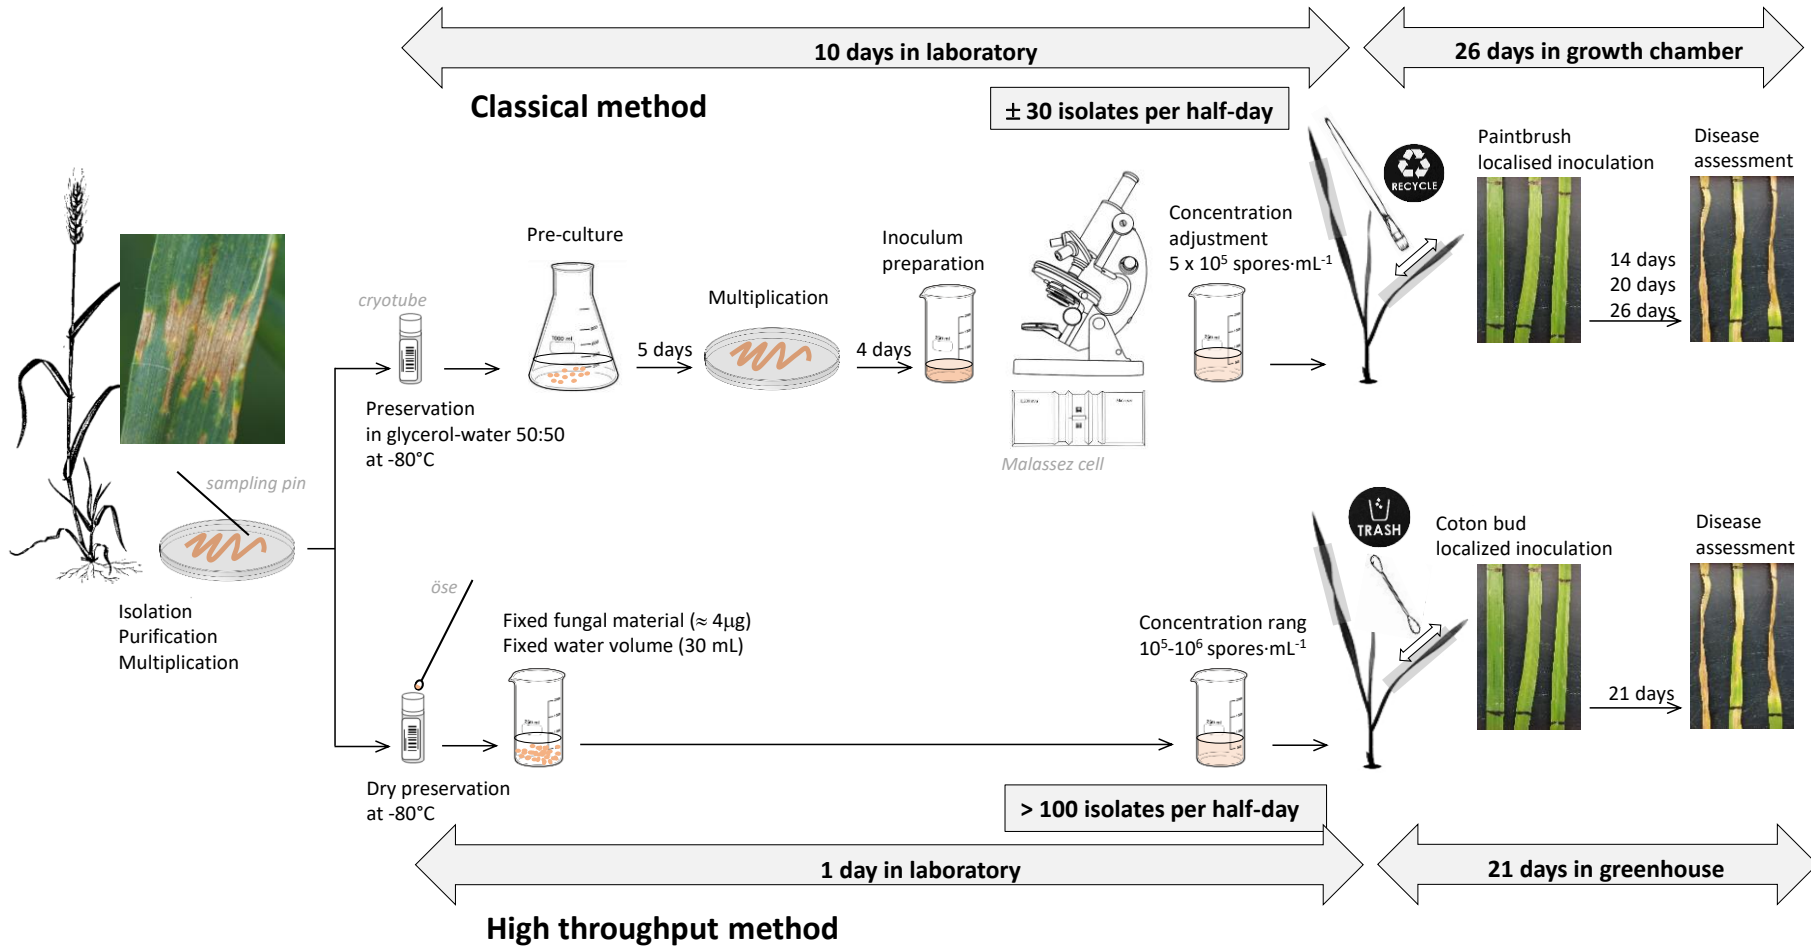 10 days in laboratory
26 days in growth chamber
Classical method
± 30 isolates per half-day
Paintbrush
localised inoculation
Disease
assessment
RECYCLE
Pre-culture
Inoculum
preparation
Concentration
adjustment
5 x 10⁵ spores·mL⁻¹
cryotube
Multiplication
5 days
4 days
14 days
20 days
26 days
Preservation
in glycerol-water 50:50
at -80°C
Malassez cell
sampling pin
Isolation
Purification
Multiplication
TRASH
Coton bud
localized inoculation
Disease
assessment
öse
Fixed fungal material (≈ 4µg)
Fixed water volume (30 mL)
Concentration rang
10⁵-10⁶ spores·mL⁻¹
21 days
Dry preservation
at -80°C
> 100 isolates per half-day
1 day in laboratory
21 days in greenhouse
High throughput method